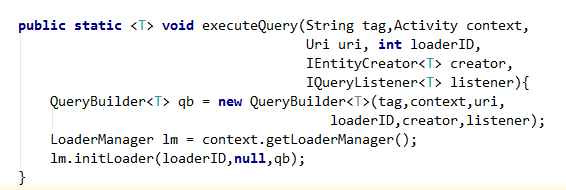 public static <T> void executeQuery(String tag,Activity context,
Uri uri, int loaderID,
IEntityCreator<T> creator,
IQueryListener<T> listener){
QueryBuilder<T> qb = new QueryBuilder<T>(tag,context,uri,
loaderID,creator,listener);
LoaderManager lm = context.getLoaderManager();
lm.initLoader(loaderID,null,qb);
}